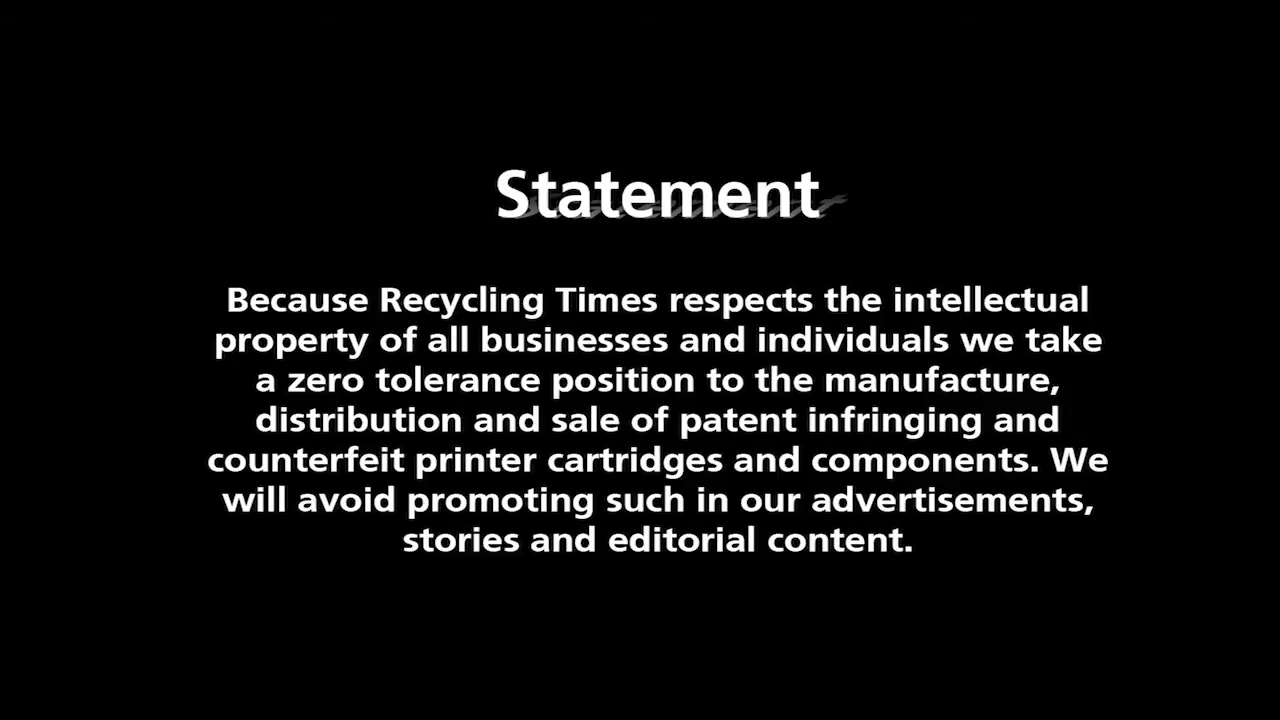 Statement
Because Recycling Times respects the intellectual
property of all businesses and individuals we take
a zero tolerance position to the manufacture,
distribution and sale of patent infringing and
counterfeit printer cartridges and components. We
will avoid promoting such in our advertisements,
stories and editorial content.